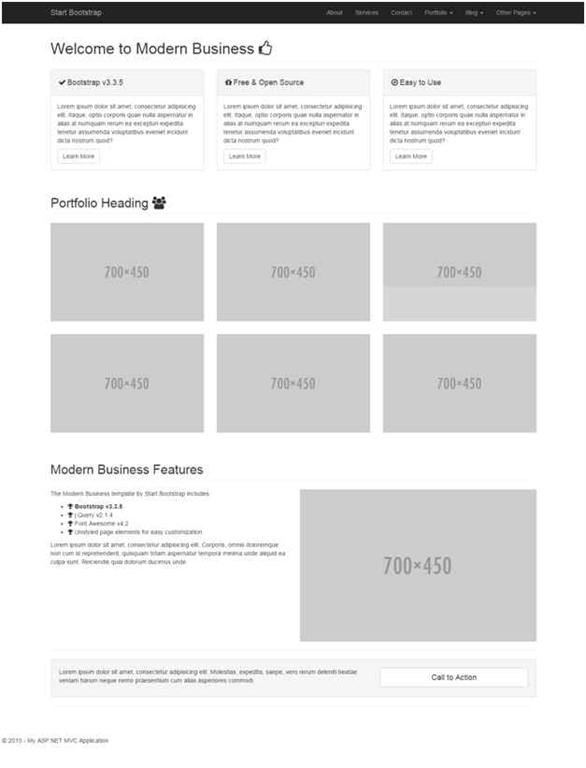 Start Bootstrap
About Services Contact Portfolio Blog Other Pages
Welcome to Modern Business
Bootstrap v3.3.5
Lorem ipsum dolor sit amet, consectetur adipisicing
elit. Itaque, optio corporis quae nulla aspernatur in
alias at numquam rerum ea excepturi expedita
tenetur assumenda voluptatibus eveniet incidunt
dicta nostrum quod?
Learn More
Free & Open Source
Lorem ipsum dolor sit amet, consectetur adipisicing
elit. Itaque, optio corporis quae nulla aspernatur in
alias at numquam rerum ea excepturi expedita
tenetur assumenda voluptatibus eveniet incidunt
dicta nostrum quod?
Learn More
Easy to Use
Lorem ipsum dolor sit amet, consectetur adipisicing
elit. Itaque, optio corporis quae nulla aspernatur in
alias at numquam rerum ea excepturi expedita
tenetur assumenda voluptatibus eveniet incidunt
dicta nostrum quod?
Learn More
Portfolio Heading
700×450
700×450
700×450
700×450
700×450
700×450
Modern Business Features
The Modern Business template by Start Bootstrap includes:
Bootstrap v3.3.5
jQuery v2.1.4
Font Awesome v4.2
Unstyled page elements for easy customization
Lorem ipsum dolor sit amet, consectetur adipisicing elit. Corporis, omnis doloremque
non cum id reprehenderit, quisquam totam aspernatur tempora minima unde aliquid ea
culpa sunt. Reiciendis quia dolorum ducimus unde.
700×450
Lorem ipsum dolor sit amet, consectetur adipisicing elit. Molestias, expedita, saepe, vero rerum deleniti beatae
veniam harum neque nemo praesentium cum alias asperiores commodi.
Call to Action
© 2015 - My ASP.NET MVC Application